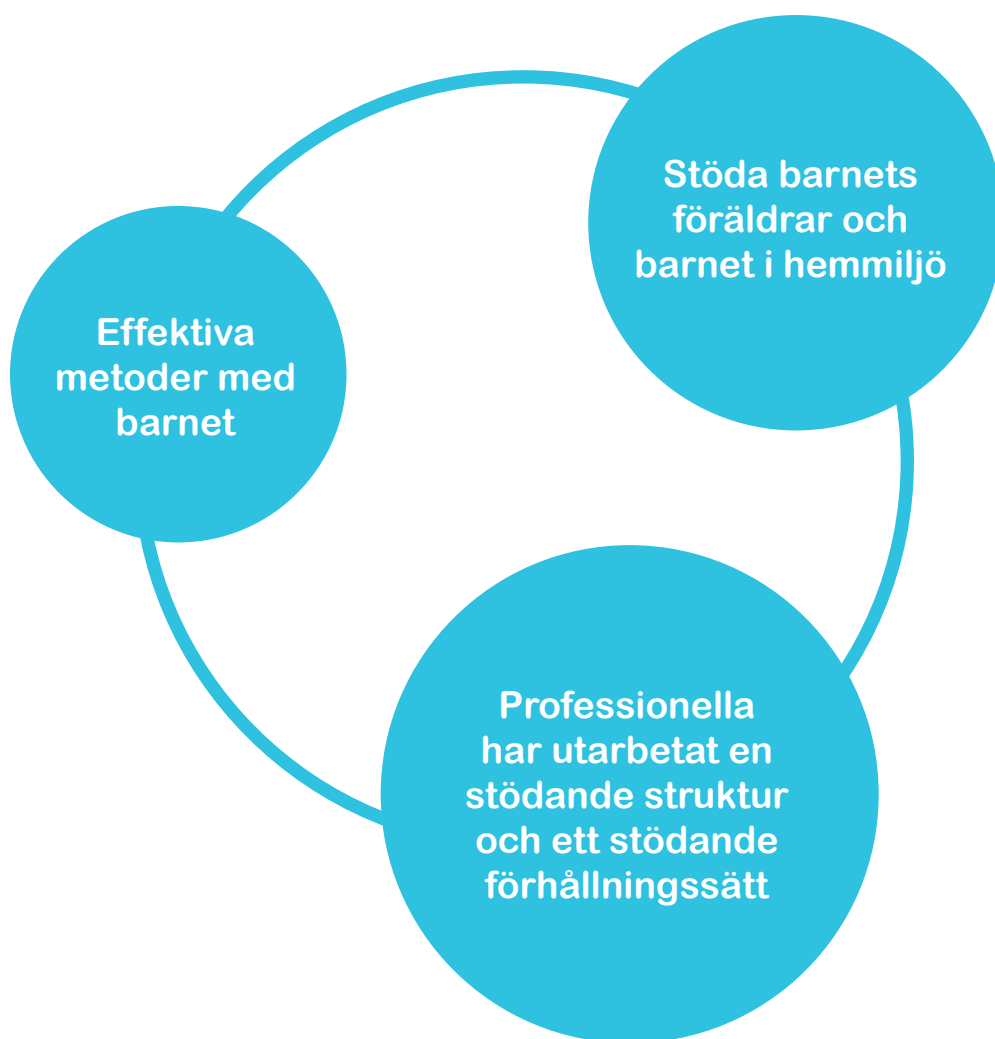 Stöda barnets
föräldrar och
barnet i hemmiljö
Effektiva
metoder med
barnet
Professionella
har utarbetat en
stödande struktur
och ett stödande
förhållningssätt